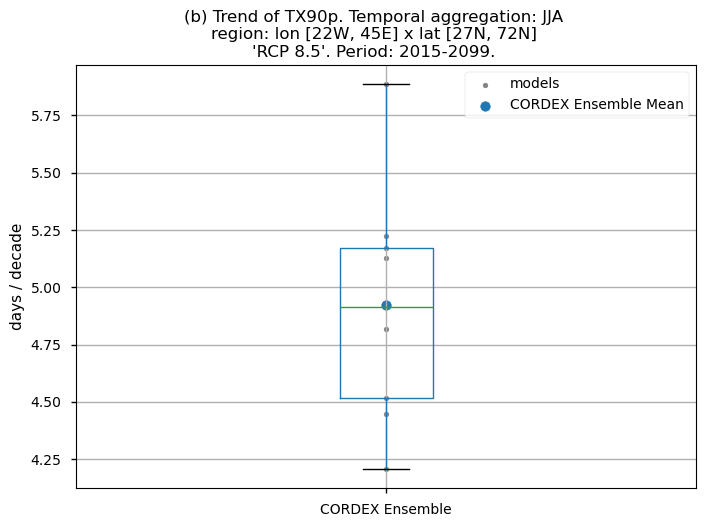 (b) Trend of TX90p. Temporal aggregation: JJA
region: lon [22W, 45E] x lat [27N, 72N]
'RCP 8.5'. Period: 2015-2099.
models
CORDEX Ensemble Mean
5.75
5.50
5.25
5.00
4.75
4.50
4.25
days / decade
CORDEX Ensemble